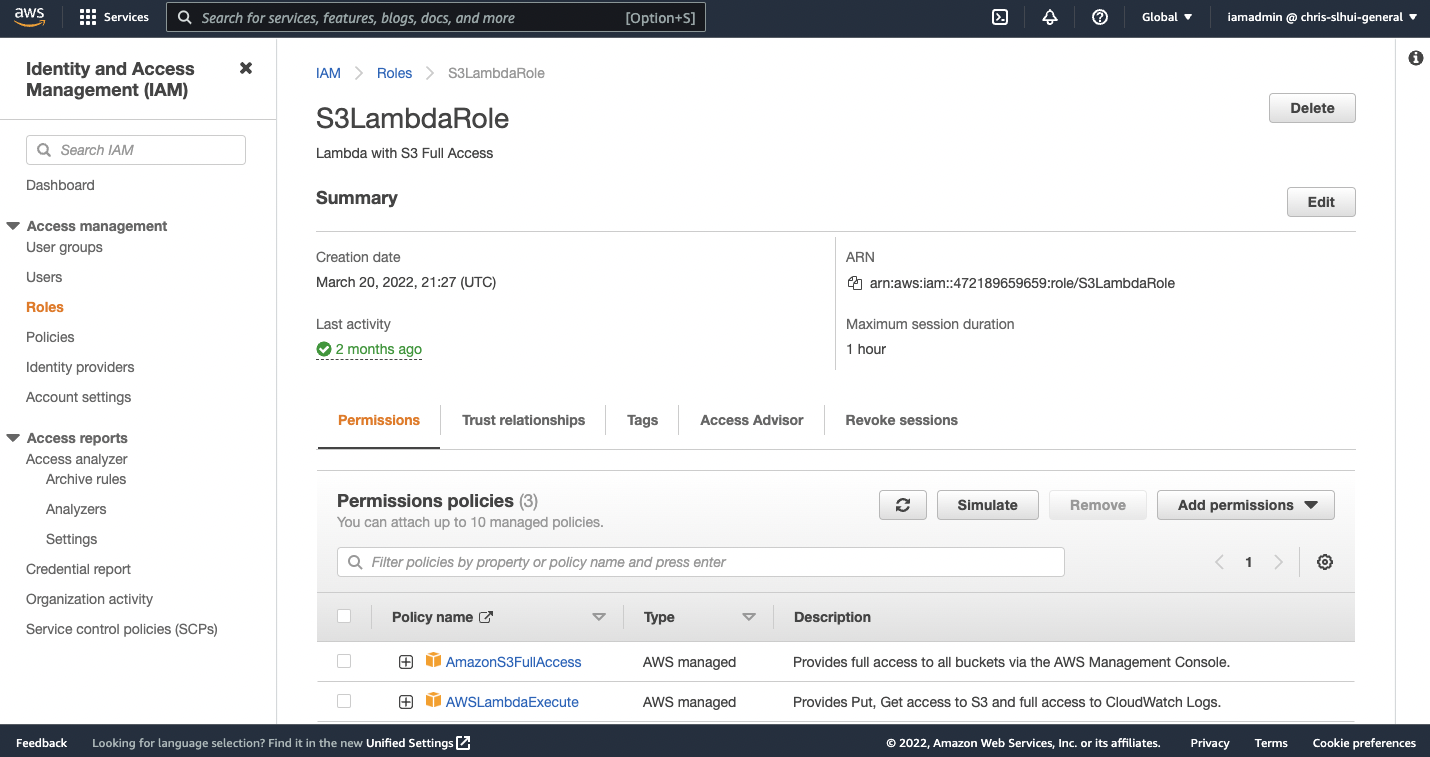 aws
Services
Search for services, features, blogs, docs, and more
[Option+S]
Global
iamadmin @ chris-slhui-general
Identity and Access
Management (IAM)
Search IAM
Dashboard
Access management
User groups
Users
Roles
Policies
Identity providers
Account settings
Access reports
Access analyzer
Archive rules
Analyzers
Settings
Credential report
Organization activity
Service control policies (SCPs)
IAM
Roles
S3LambdaRole
S3LambdaRole
Delete
Lambda with S3 Full Access
Summary
Edit
Creation date
March 20, 2022, 21:27 (UTC)
Last activity
2 months ago
ARN
arn:aws:iam::472189659659:role/S3LambdaRole
Maximum session duration
1 hour
Permissions
Trust relationships
Tags
Access Advisor
Revoke sessions
Permissions policies (3)
You can attach up to 10 managed policies.
Simulate
Remove
Add permissions
Filter policies by property or policy name and press enter
1
Policy name
Type
Description
AmazonS3FullAccess
AWS managed
Provides full access to all buckets via the AWS Management Console.
AWSLambdaExecute
AWS managed
Provides Put, Get access to S3 and full access to CloudWatch Logs.
Feedback
Looking for language selection? Find it in the new Unified Settings
© 2022, Amazon Web Services, Inc. or its affiliates.
Privacy
Terms
Cookie preferences